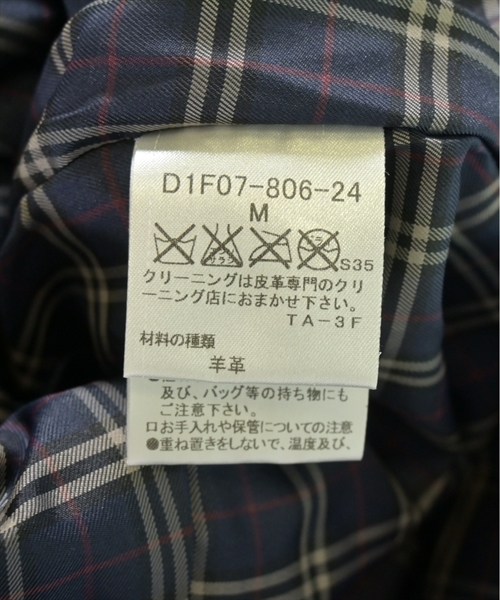 D1F07-806-24
M
S35
クリーニングは皮革専門のクリ
ーニング店におまかせ下さい。
TA-3F
材料の種類
羊革
及び、バッグ等の持ち物にも
ご注意下さい。
ロお手入れや保管についての注意
●重ね置きをしないで、温度及び、